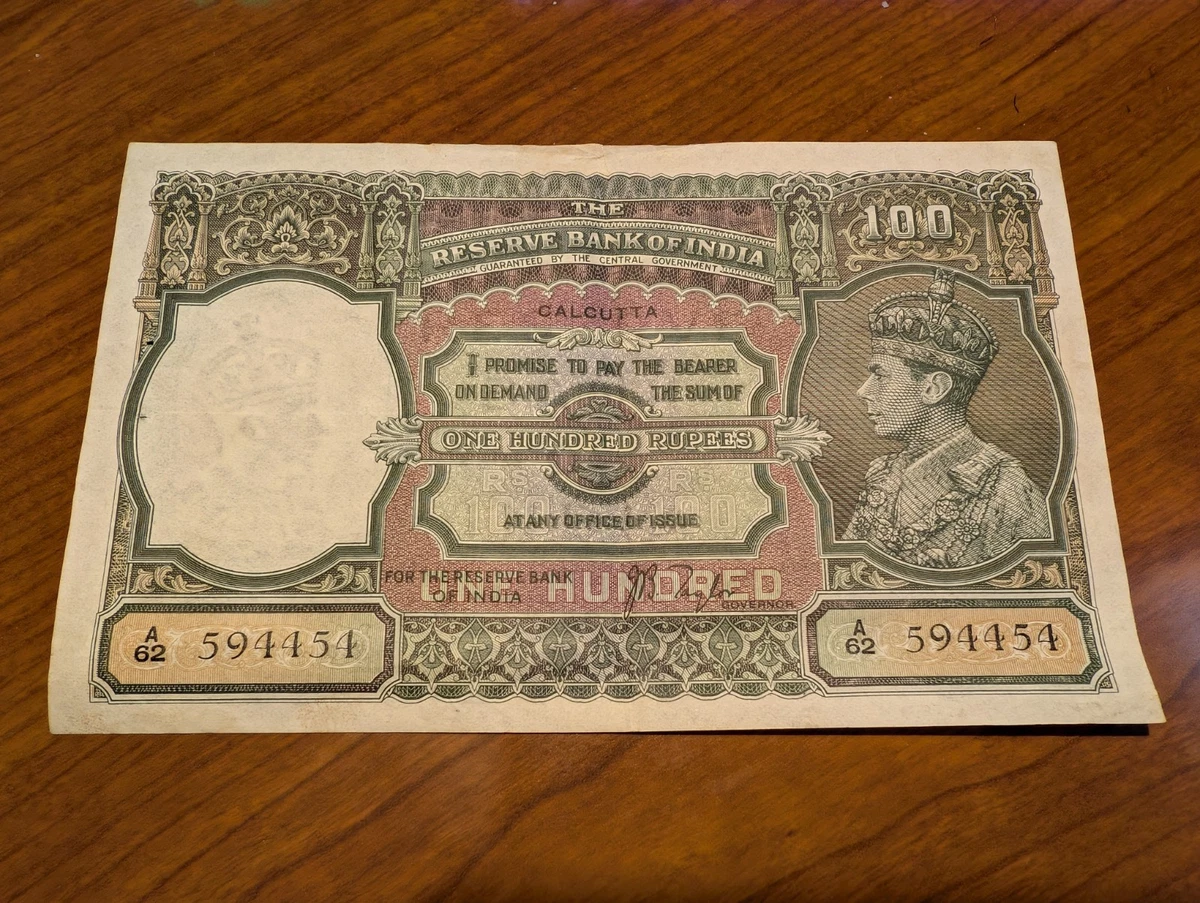 THE
RESERVE BANK OF INDIA
GUARANTEED BY THE CENTRAL GOVERNMENT
100
CALCUTTA
I PROMISE TO PAY THE BEARER
ON DEMAND THE SUM OF
ONE HUNDRED RUPEES
RS RS
100 100
AT ANY OFFICE OF ISSUE
HUNDRED
FOR THE RESERVE BANK
OF INDIA
JB Taylor
GOVERNOR
A
62 594454
A
62 594454